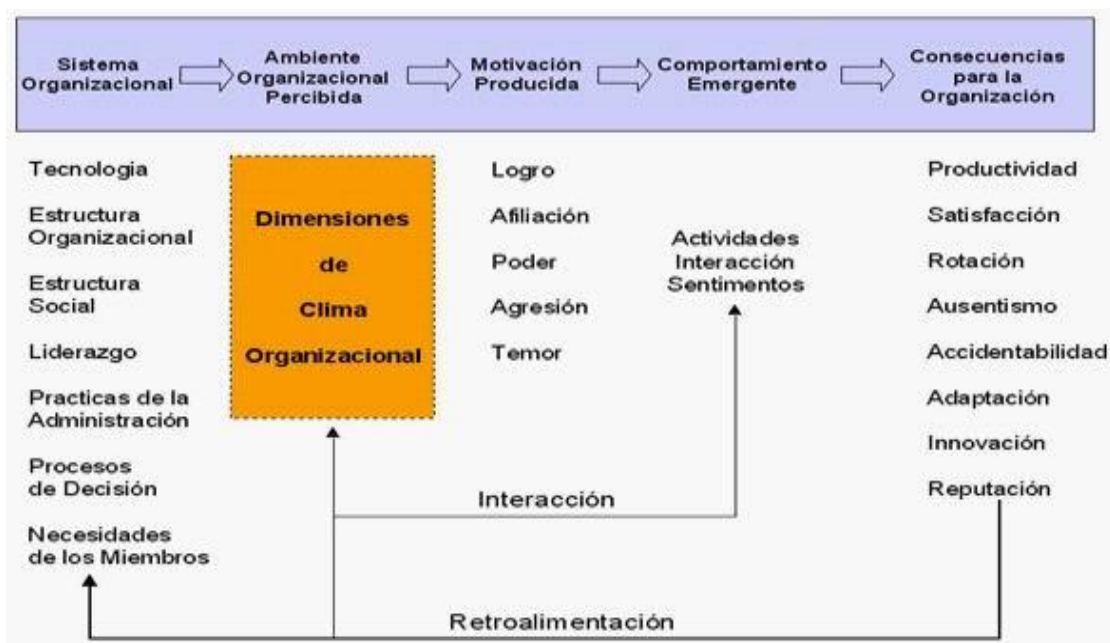 Sistema
Organizacional
Ambiente
Organizacional
Percibida
Motivación
Producida
Comportamiento
Emergente
Consecuencias
para la
Organización
Tecnologia
Estructura
Organizacional
Estructura
Social
Liderazgo
Practicas de la
Administración
Procesos
de Decisión
Necesidades
de los Miembros
Dimensiones
de
Clima
Organizacional
Logro
Afiliación
Poder
Agresión
Temor
Actividades
Interacción
Sentimentos
Productividad
Satisfacción
Rotación
Ausentismo
Accidentabilidad
Adaptación
Innovación
Reputación
Interacción
Retroalimentación